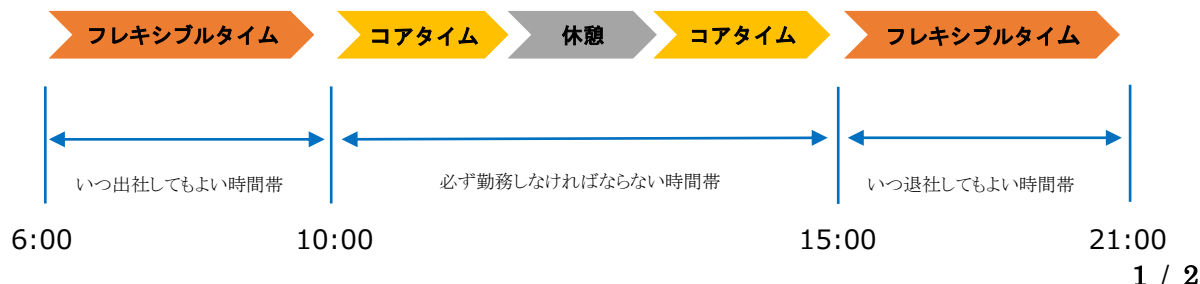 フレキシブルタイム コアタイム 休憩 コアタイム フレキシブルタイム
いつ出社してもよい時間帯 必ず勤務しなければならない時間帯 いつ退社してもよい時間帯
6:00 10:00 15:00 21:00
1 / 2